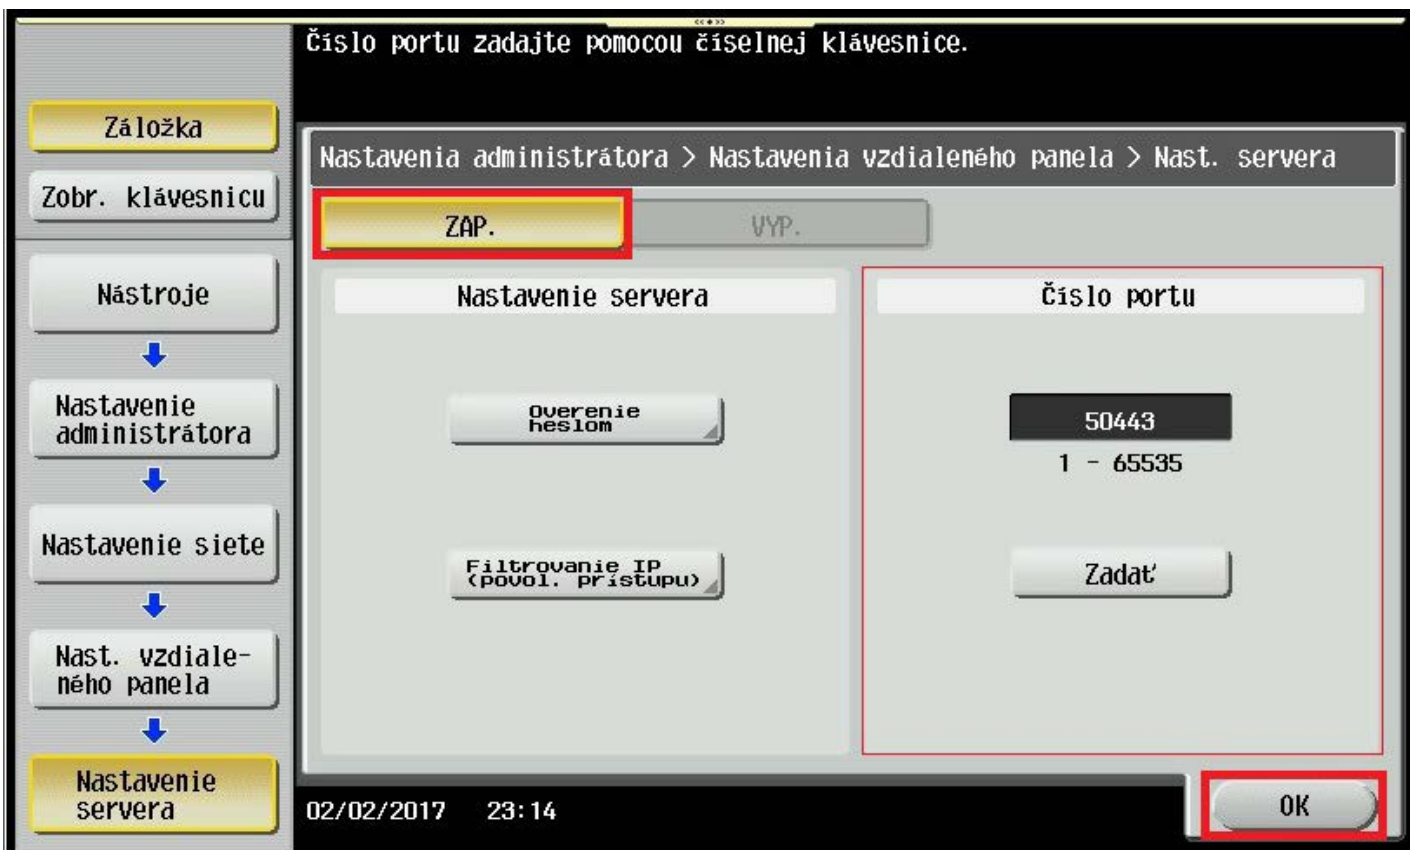 Číslo portu zadajte pomocou číselnej klávesnice.
Záložka
Zobr. klávesnicu
Nástroje
Nastavenie
administrátora
Nastavenie siete
Nast. vzdiale-
ného panela
Nastavenie
servera
Nastavenia administrátora > Nastavenia vzdialeného panela > Nast. servera
ZAP.
VYP.
Nastavenie servera
Overenie
heslom
Filtrovanie IP
(povol. prístupu)
Číslo portu
50443
1 - 65535
Zadať
02/02/2017 23:14
OK